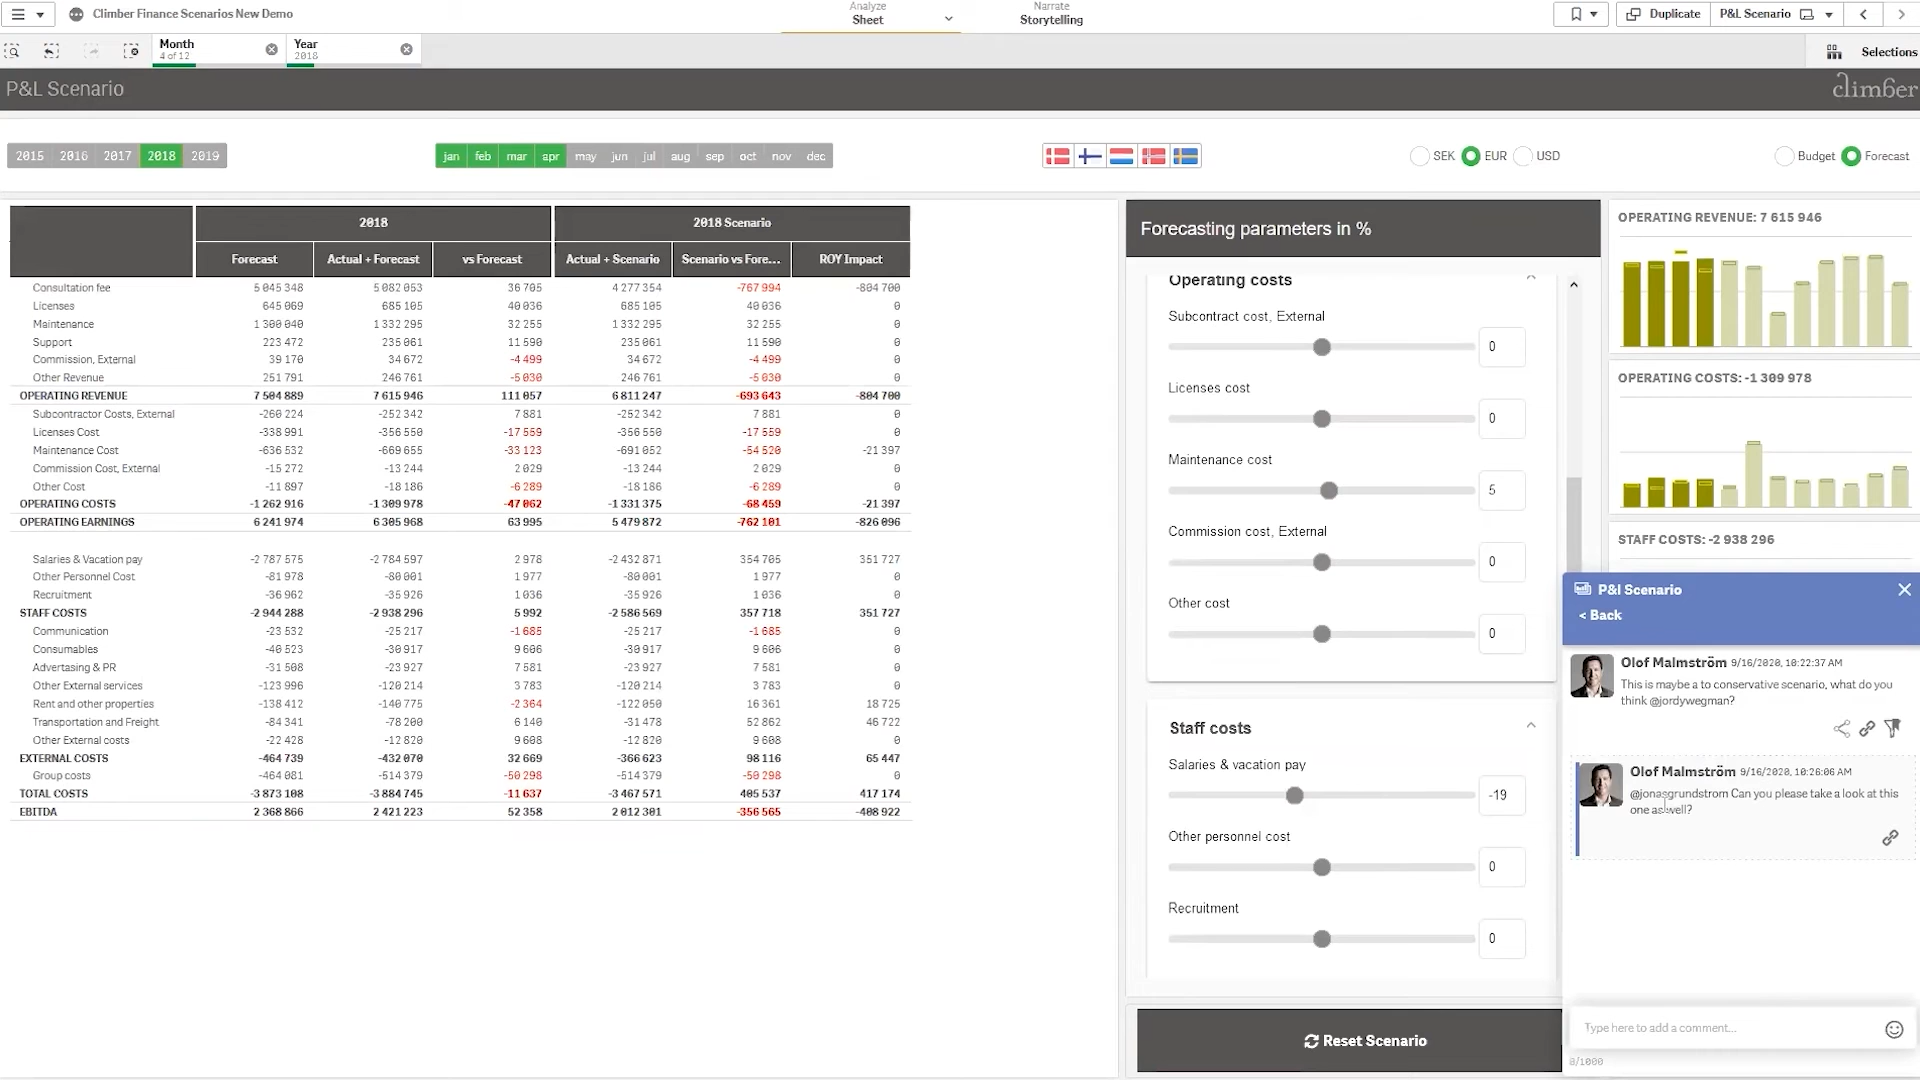 Climber Finance Scenarios New Demo
Analyze
Sheet
Narrate
Storytelling
Duplicate
P&L Scenario
Month
4 of 12
Year
2018
Selections
P&L Scenario
climber
2015 2016 2017 2018 2019
jan feb mar apr may jun jul aug sep oct nov dec
SEK EUR USD
Budget Forecast
2018 2018 Scenario
Forecast Actual + Forecast vs Forecast Actual + Scenario Scenario vs Fore... ROY Impact
Consultation fee 5 045 348 5 082 053 36 705 4 277 354 -767 994 -804 700
Licenses 645 069 685 105 40 036 685 105 40 036 0
Maintenance 1 300 040 1 332 295 32 255 1 332 295 32 255 0
Support 223 472 235 061 11 590 235 061 11 590 0
Commission, External 39 170 34 672 -4 499 34 672 -4 499 0
Other Revenue 251 791 246 761 -5 030 246 761 -5 030 0
OPERATING REVENUE 7 504 889 7 615 946 111 057 6 811 247 -693 643 -804 700
Subcontractor Costs, External -260 224 -252 342 7 881 -252 342 7 881 0
Licenses Cost -338 991 -356 550 -17 559 -356 550 -17 559 0
Maintenance Cost -636 532 -669 655 -33 123 -691 052 -54 520 -21 397
Commission Cost, External -15 272 -13 244 2 029 -13 244 2 029 0
Other Cost -11 897 -18 186 -6 289 -18 186 -6 289 0
OPERATING COSTS -1 262 916 -1 309 978 -47 062 -1 331 375 -68 459 -21 397
OPERATING EARNINGS 6 241 974 6 305 968 63 995 5 479 872 -762 101 -826 096
Salaries & Vacation pay -2 787 575 -2 784 597 2 978 -2 432 871 354 705 351 727
Other Personnel Cost -81 978 -80 001 1 977 -80 001 1 977 0
Recruitment -36 962 -35 926 1 036 -35 926 1 036 0
STAFF COSTS -2 944 288 -2 938 296 5 992 -2 586 569 357 718 351 727
Communication -23 532 -25 217 -1 685 -25 217 -1 685 0
Consumables -40 523 -30 917 9 606 -30 917 9 606 0
Advertasing & PR -31 508 -23 927 7 581 -23 927 7 581 0
Other External services -123 996 -120 214 3 783 -120 214 3 783 0
Rent and other properties -138 412 -140 775 -2 364 -122 050 16 361 18 725
Transportation and Freight -84 341 -78 200 6 140 -31 478 52 862 46 722
Other External costs -22 428 -12 820 9 608 -12 820 9 608 0
EXTERNAL COSTS -464 739 -432 070 32 669 -366 623 98 116 65 447
Group costs -464 081 -514 379 -50 298 -514 379 -50 298 0
TOTAL COSTS -3 873 108 -3 884 745 -11 637 -3 467 571 405 537 417 174
EBITDA 2 368 866 2 421 223 52 358 2 012 301 -356 565 -408 922
Forecasting parameters in %
Operating costs
Subcontract cost, External
0
Licenses cost
0
Maintenance cost
5
Commission cost, External
0
Other cost
0
Staff costs
Salaries & vacation pay
-19
Other personnel cost
0
Recruitment
0
Reset Scenario
OPERATING REVENUE: 7 615 946
OPERATING COSTS: -1 309 978
STAFF COSTS: -2 938 296
P&I Scenario
< Back
Olof Malmström 9/16/2020, 10:22:37 AM
This is maybe a to conservative scenario, what do you
think @jordywegman?
Olof Malmström 9/16/2020, 10:26:06 AM
@jonasgrundstrom Can you please take a look at this
one as well?
Type here to add a comment...
0/1000